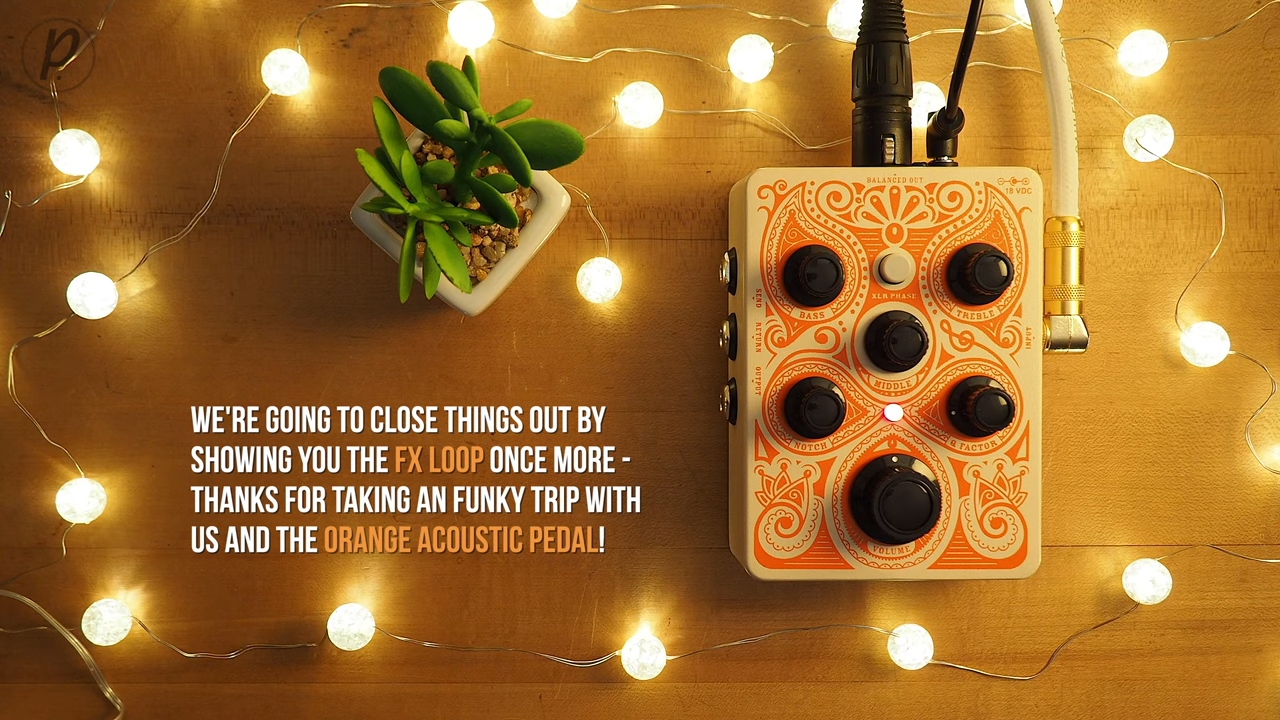 p.
WE'RE GOING TO CLOSE THINGS OUT BY
SHOWING YOU THE FX LOOP ONCE MORE -
THANKS FOR TAKING AN FUNKY TRIP WITH
US AND THE ORANGE ACOUSTIC PEDAL!
BALANCED OUT
18 VDC
XLR PHASE
BASS
TREBLE
SEND
RETURN
INPUT
MIDDLE
OUTPUT
NOTCH
Q FACTOR
VOLUME